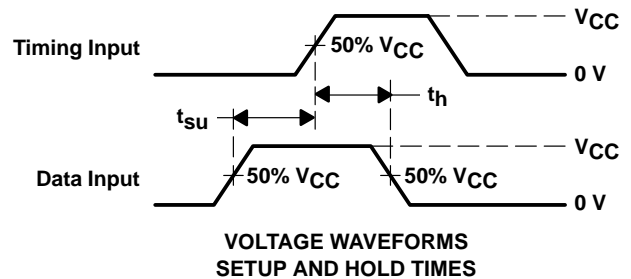 VCC
Timing Input
50% VCC
0 V
tsu
th
VCC
Data Input
50% VCC
50% VCC
0 V
VOLTAGE WAVEFORMS
SETUP AND HOLD TIMES